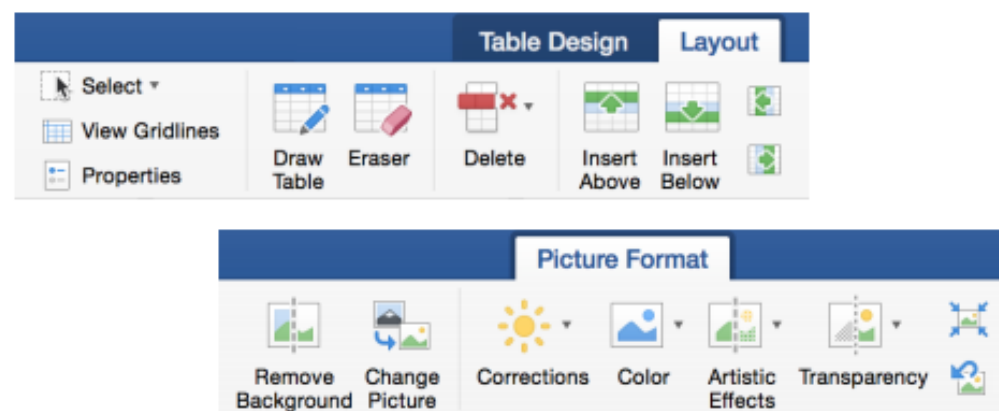 Table Design Layout
Select
View Gridlines
Properties
Draw
Table
Eraser
Delete
Insert
Above
Insert
Below
Picture Format
Remove
Background
Change
Picture
Corrections
Color
Artistic
Effects
Transparency